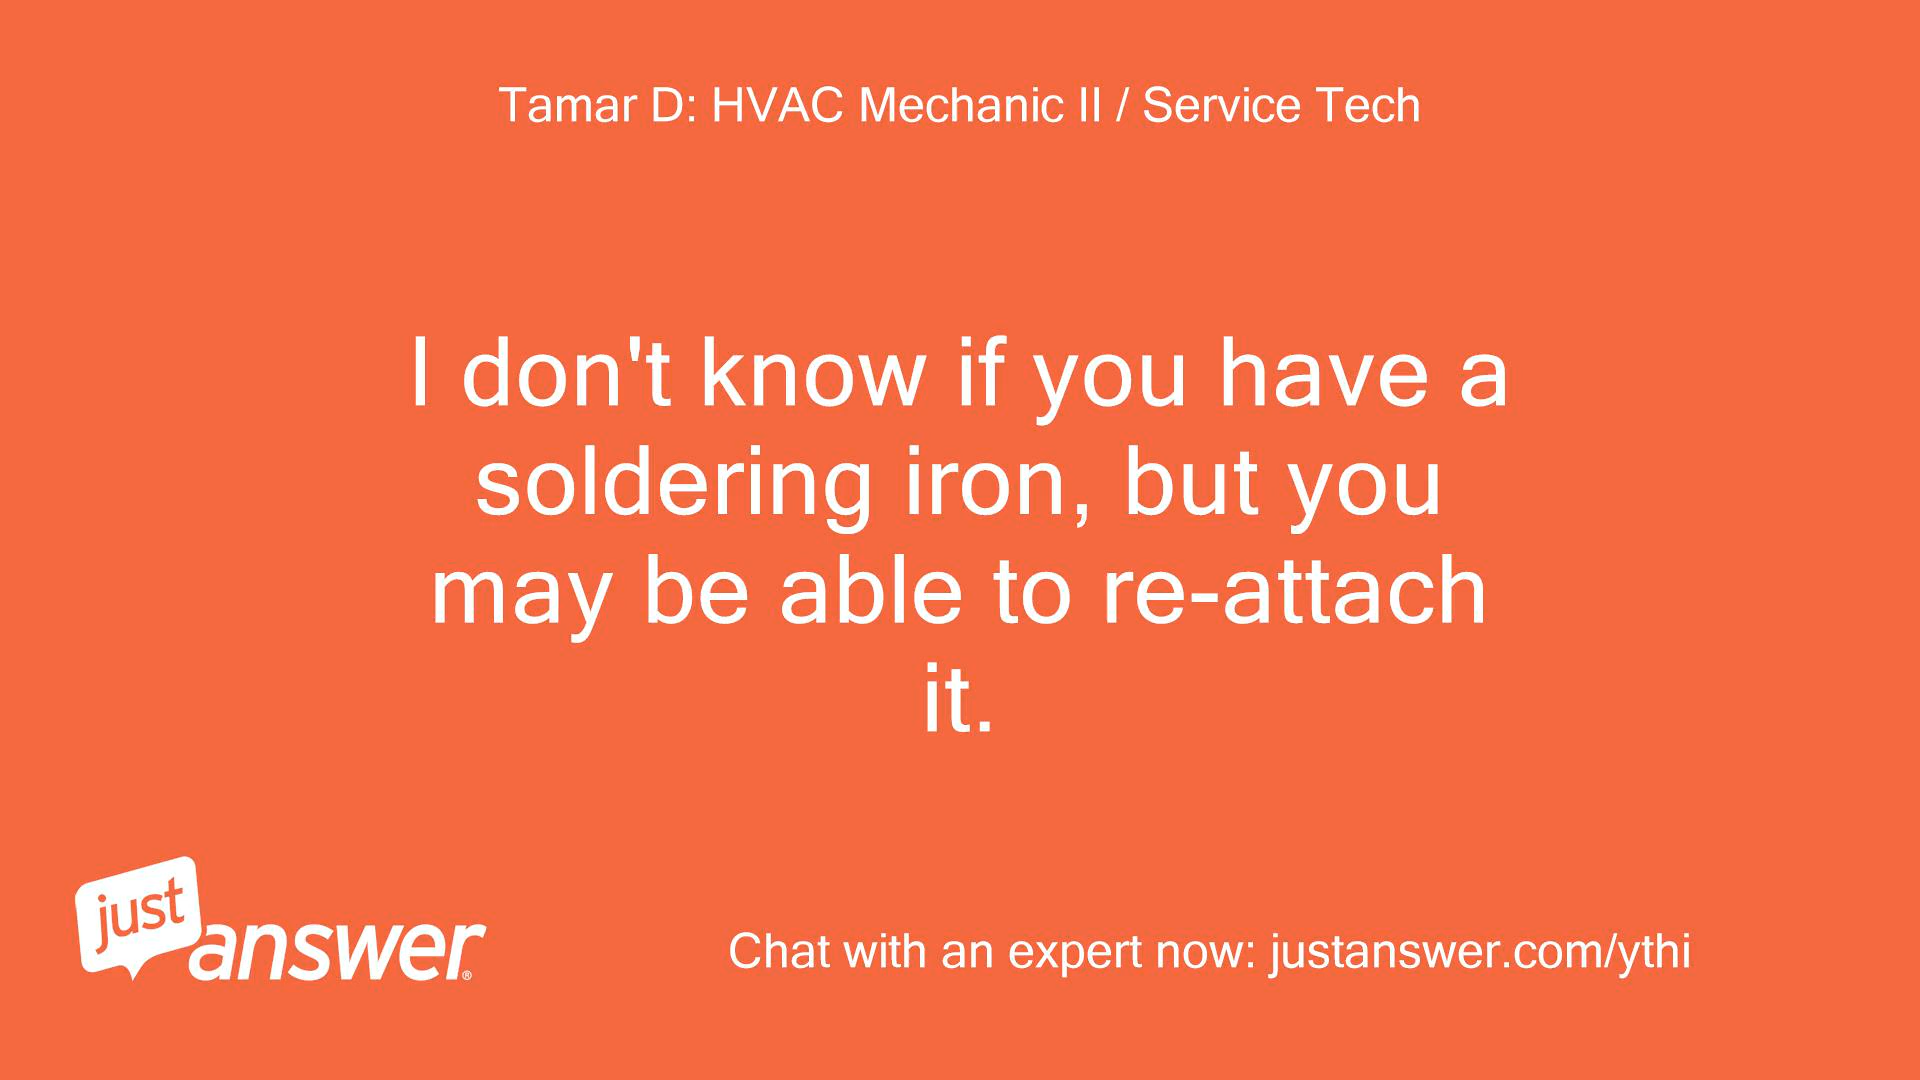 Tamar D: HVAC Mechanic II / Service Tech
I don't know if you have a
soldering iron, but you
may be able to re-attach
it.
just
answer®
Chat with an expert now: justanswer.com/ythi